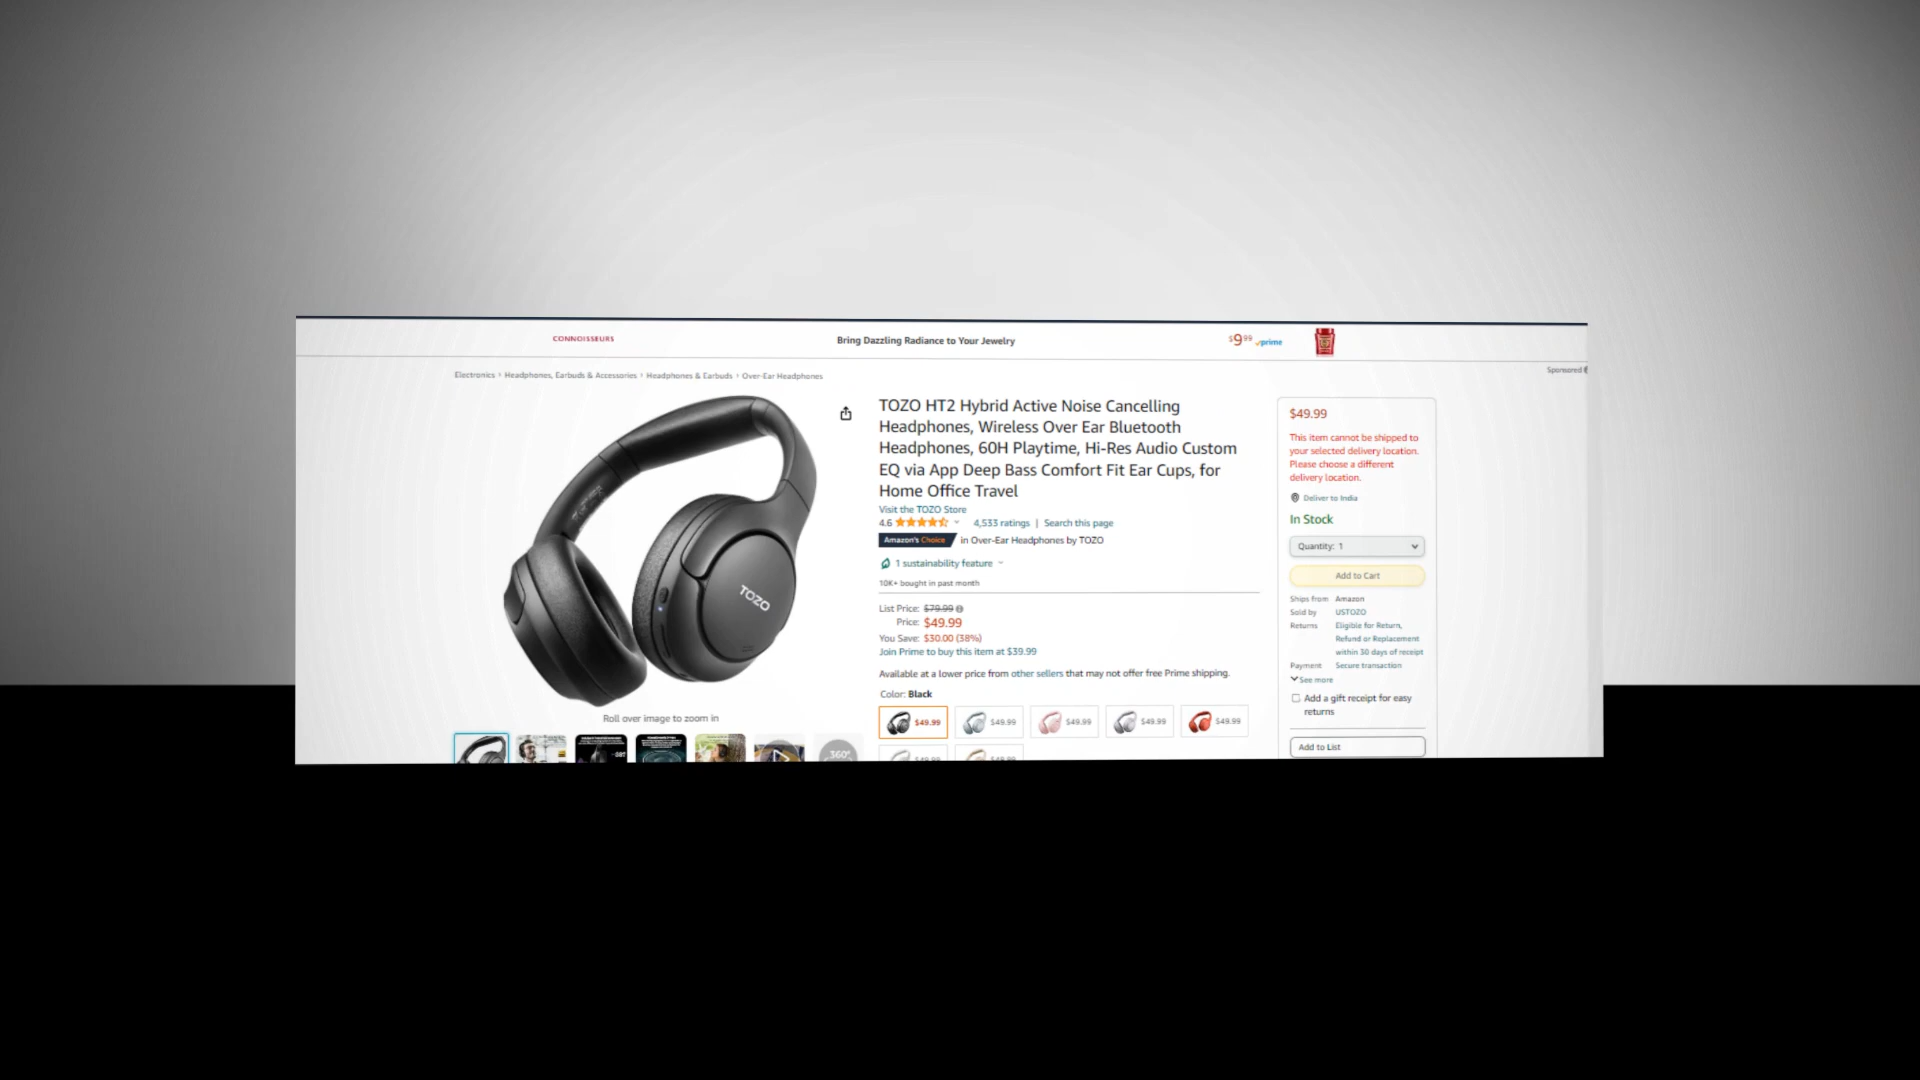 CONNOISSEURS
Bring Dazzling Radiance to Your Jewelry
$9.99 prime
Sponsored
Electronics › Headphones, Earbuds & Accessories › Headphones & Earbuds › Over-Ear Headphones
TOZO
Roll over image to zoom in
360°
TOZO HT2 Hybrid Active Noise Cancelling
Headphones, Wireless Over Ear Bluetooth
Headphones, 60H Playtime, Hi-Res Audio Custom
EQ via App Deep Bass Comfort Fit Ear Cups, for
Home Office Travel
Visit the TOZO Store
4.6 4,533 ratings | Search this page
Amazon's Choice in Over-Ear Headphones by TOZO
1 sustainability feature
10K+ bought in past month
List Price: $79.99
Price: $49.99
You Save: $30.00 (38%)
Join Prime to buy this item at $39.99
Available at a lower price from other sellers that may not offer free Prime shipping.
Color: Black
$49.99 $49.99 $49.99 $49.99 $49.99
$49.99 $49.99
$49.99
This item cannot be shipped to
your selected delivery location.
Please choose a different
delivery location.
Deliver to India
In Stock
Quantity: 1
Add to Cart
Ships from Amazon
Sold by USTOZO
Returns Eligible for Return,
Refund or Replacement
within 30 days of receipt
Payment Secure transaction
See more
Add a gift receipt for easy
returns
Add to List